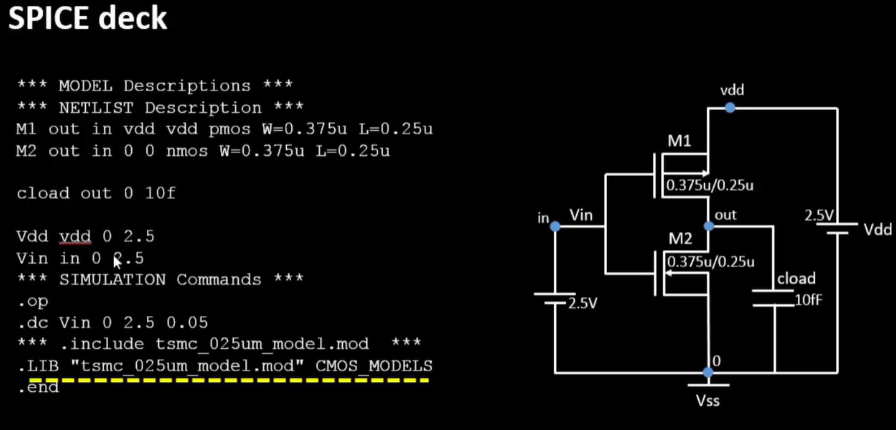 SPICE deck
*** MODEL Descriptions ***
*** NETLIST Description ***
M1 out in vdd vdd pmos W=0.375u L=0.25u
M2 out in 0 0 nmos W=0.375u L=0.25u
cload out 0 10f
Vdd vdd 0 2.5
Vin in 0 2.5
*** SIMULATION Commands ***
.op
.dc Vin 0 2.5 0.05
*** .include tsmc_025um_model.mod ***
.LIB "tsmc_025um_model.mod" CMOS_MODELS
.end
vdd
M1
0.375u/0.25u
in
Vin
out
2.5V
Vdd
M2
0.375u/0.25u
cload
10fF
2.5V
0
Vss